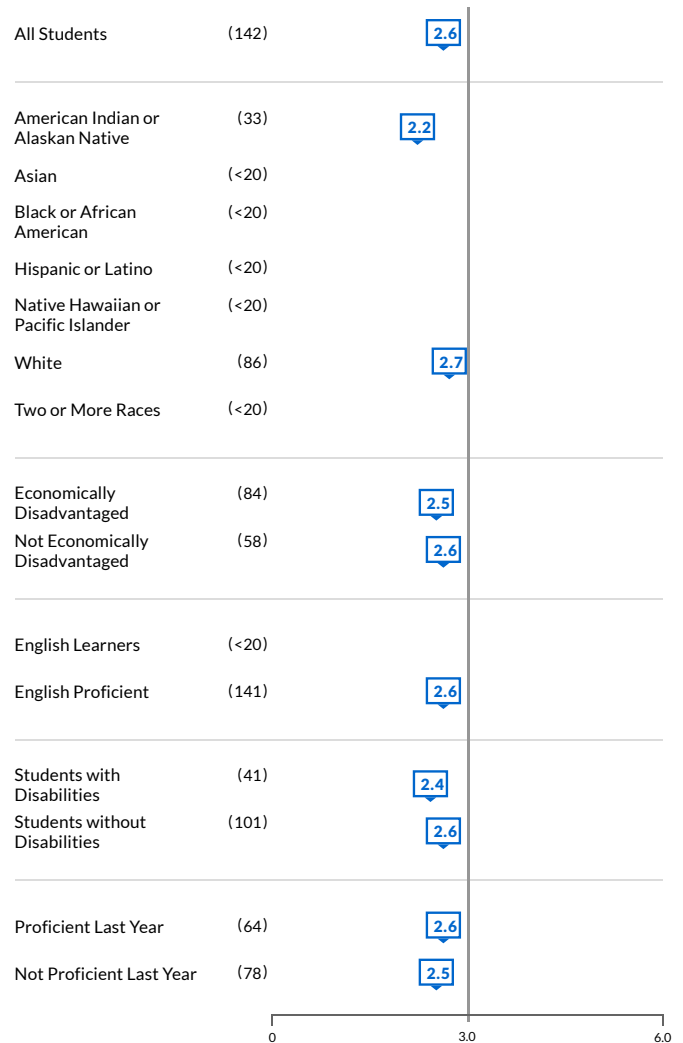 All Students (142) 2.6
American Indian or (33) 2.2
Alaskan Native
Asian (<20)
Black or African (<20)
American
Hispanic or Latino (<20)
Native Hawaiian or (<20)
Pacific Islander
White (86) 2.7
Two or More Races (<20)
Economically (84) 2.5
Disadvantaged
Not Economically (58) 2.6
Disadvantaged
English Learners (<20)
English Proficient (141) 2.6
Students with (41) 2.4
Disabilities
Students without (101) 2.6
Disabilities
Proficient Last Year (64) 2.6
Not Proficient Last Year (78) 2.5
0 3.0 6.0